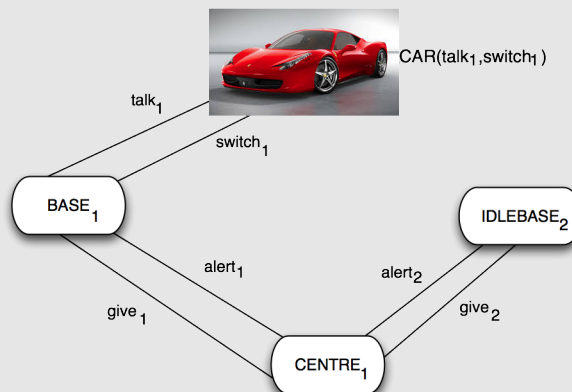 CAR(talk₁,switch₁)
talk₁
switch₁
BASE₁
IDLEBASE₂
alert₁
alert₂
give₁
give₂
CENTRE₁